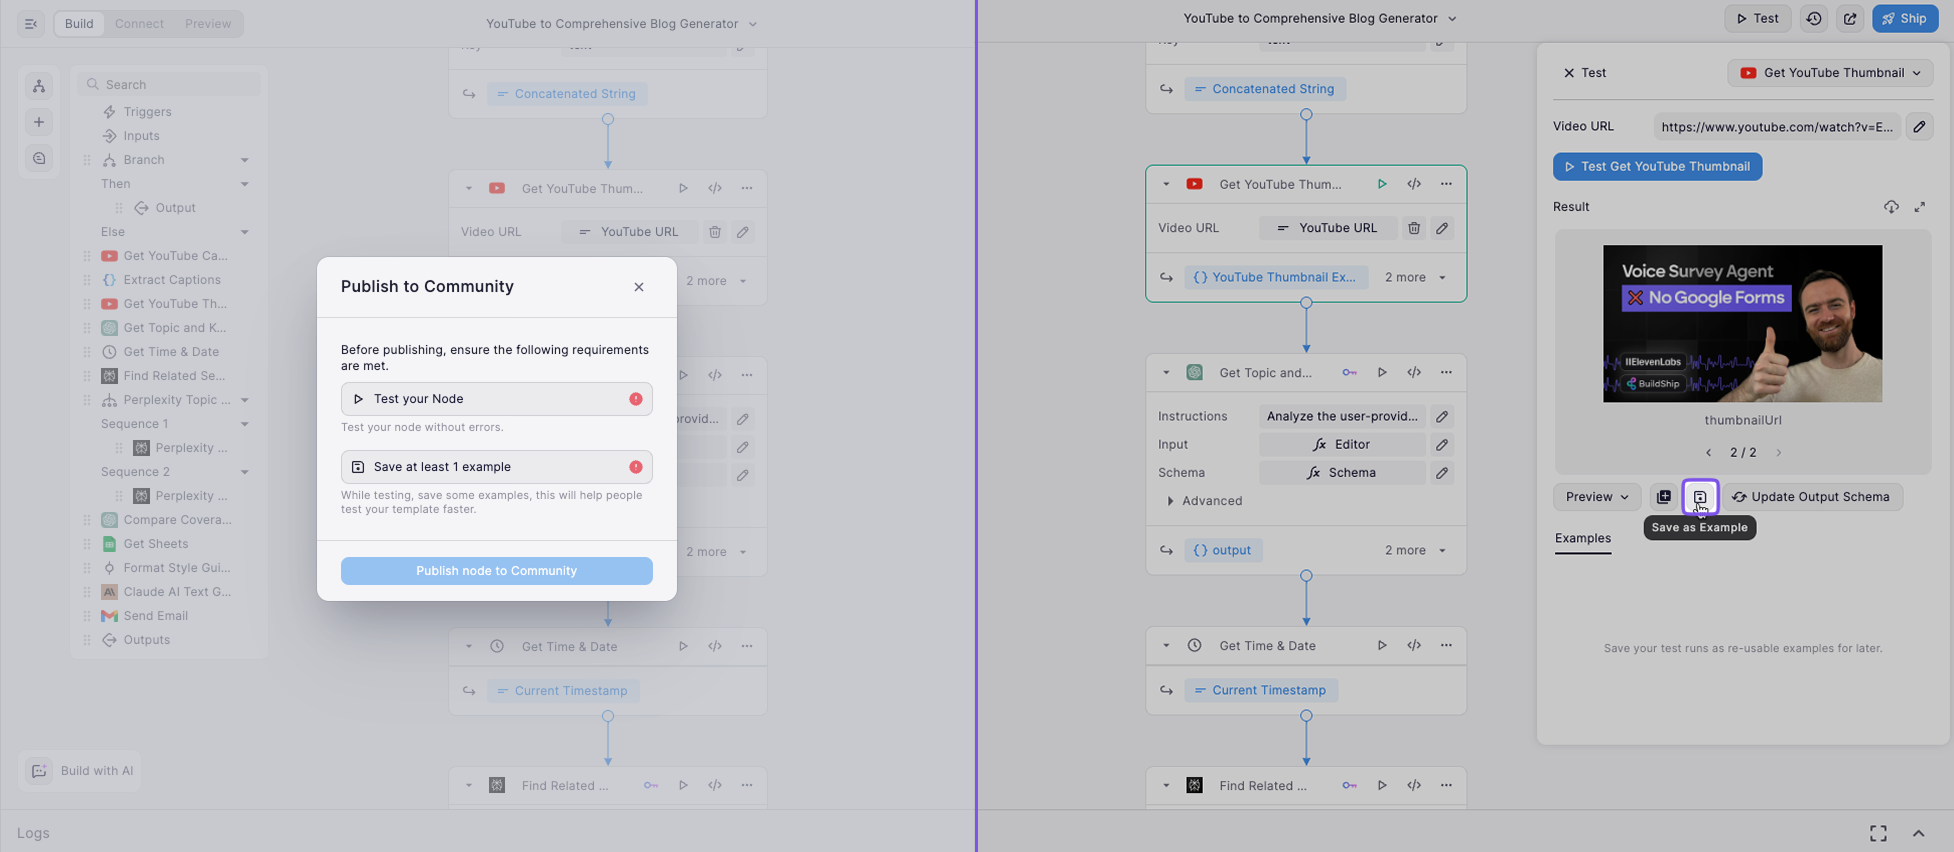 Build
Connect
Preview
YouTube to Comprehensive Blog Generator
Search
Triggers
Inputs
Branch
Then
Output
Else
Get YouTube Ca...
Extract Captions
Get YouTube Th...
Get Topic and K...
Get Time & Date
Find Related Se...
Perplexity Topic ...
Sequence 1
Perplexity ...
Sequence 2
Perplexity ...
Compare Covera...
Get Sheets
Format Style Gui...
Claude AI Text G...
Send Email
Outputs
Build with AI
Logs
Concatenated String
Get YouTube Thum...
Video URL
YouTube URL
2 more
provid...
2 more
Get Time & Date
Current Timestamp
Find Related ...
Publish to Community
Before publishing, ensure the following requirements
are met.
Test your Node
Test your node without errors.
Save at least 1 example
While testing, save some examples, this will help people
test your template faster.
Publish node to Community
YouTube to Comprehensive Blog Generator
Test
Ship
Concatenated String
Get YouTube Thum...
Video URL
YouTube URL
{} YouTube Thumbnail Ex...
2 more
Get Topic and...
Instructions
Analyze the user-provid...
Input
fx Editor
Schema
fx Schema
Advanced
{} output
2 more
Get Time & Date
Current Timestamp
Find Related ...
Test
Get YouTube Thumbnail
Video URL
https://www.youtube.com/watch?v=E...
Test Get YouTube Thumbnail
Result
Voice Survey Agent
No Google Forms
IIElevenLabs
BuildShip
thumbnailUrl
2 / 2
Preview
Update Output Schema
Save as Example
Examples
Save your test runs as re-usable examples for later.